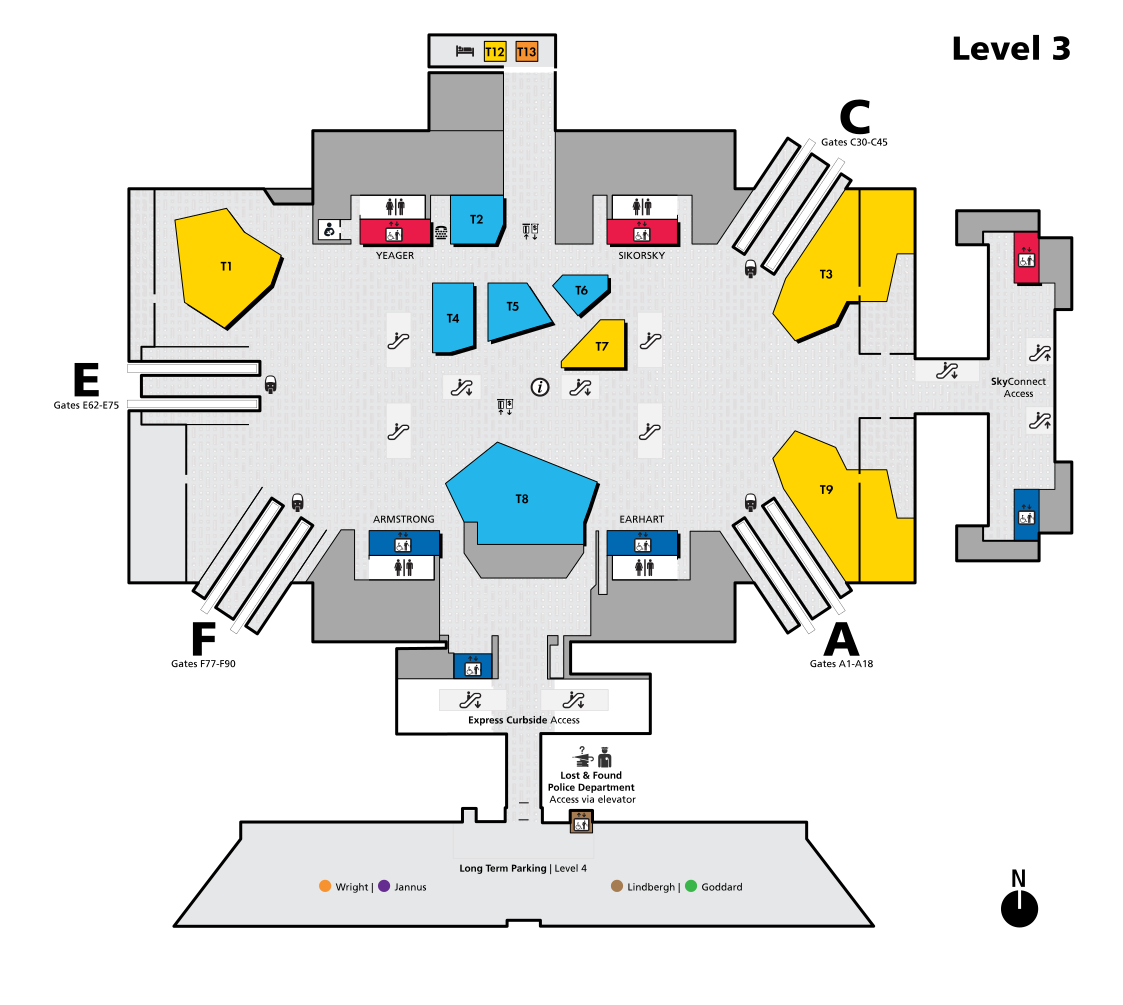 Level 3
T12
T13
C
Gates C30-C45
T2
YEAGER
SIKORSKY
T1
T3
T6
T5
T4
T7
E
Gates E62-E75
i
SkyConnect
Access
T8
T9
ARMSTRONG
EARHART
F
Gates F77-F90
A
Gates A1-A18
Express Curbside Access
?
Lost & Found
Police Department
Access via elevator
Long Term Parking | Level 4
Wright | Jannus
Lindbergh | Goddard
N